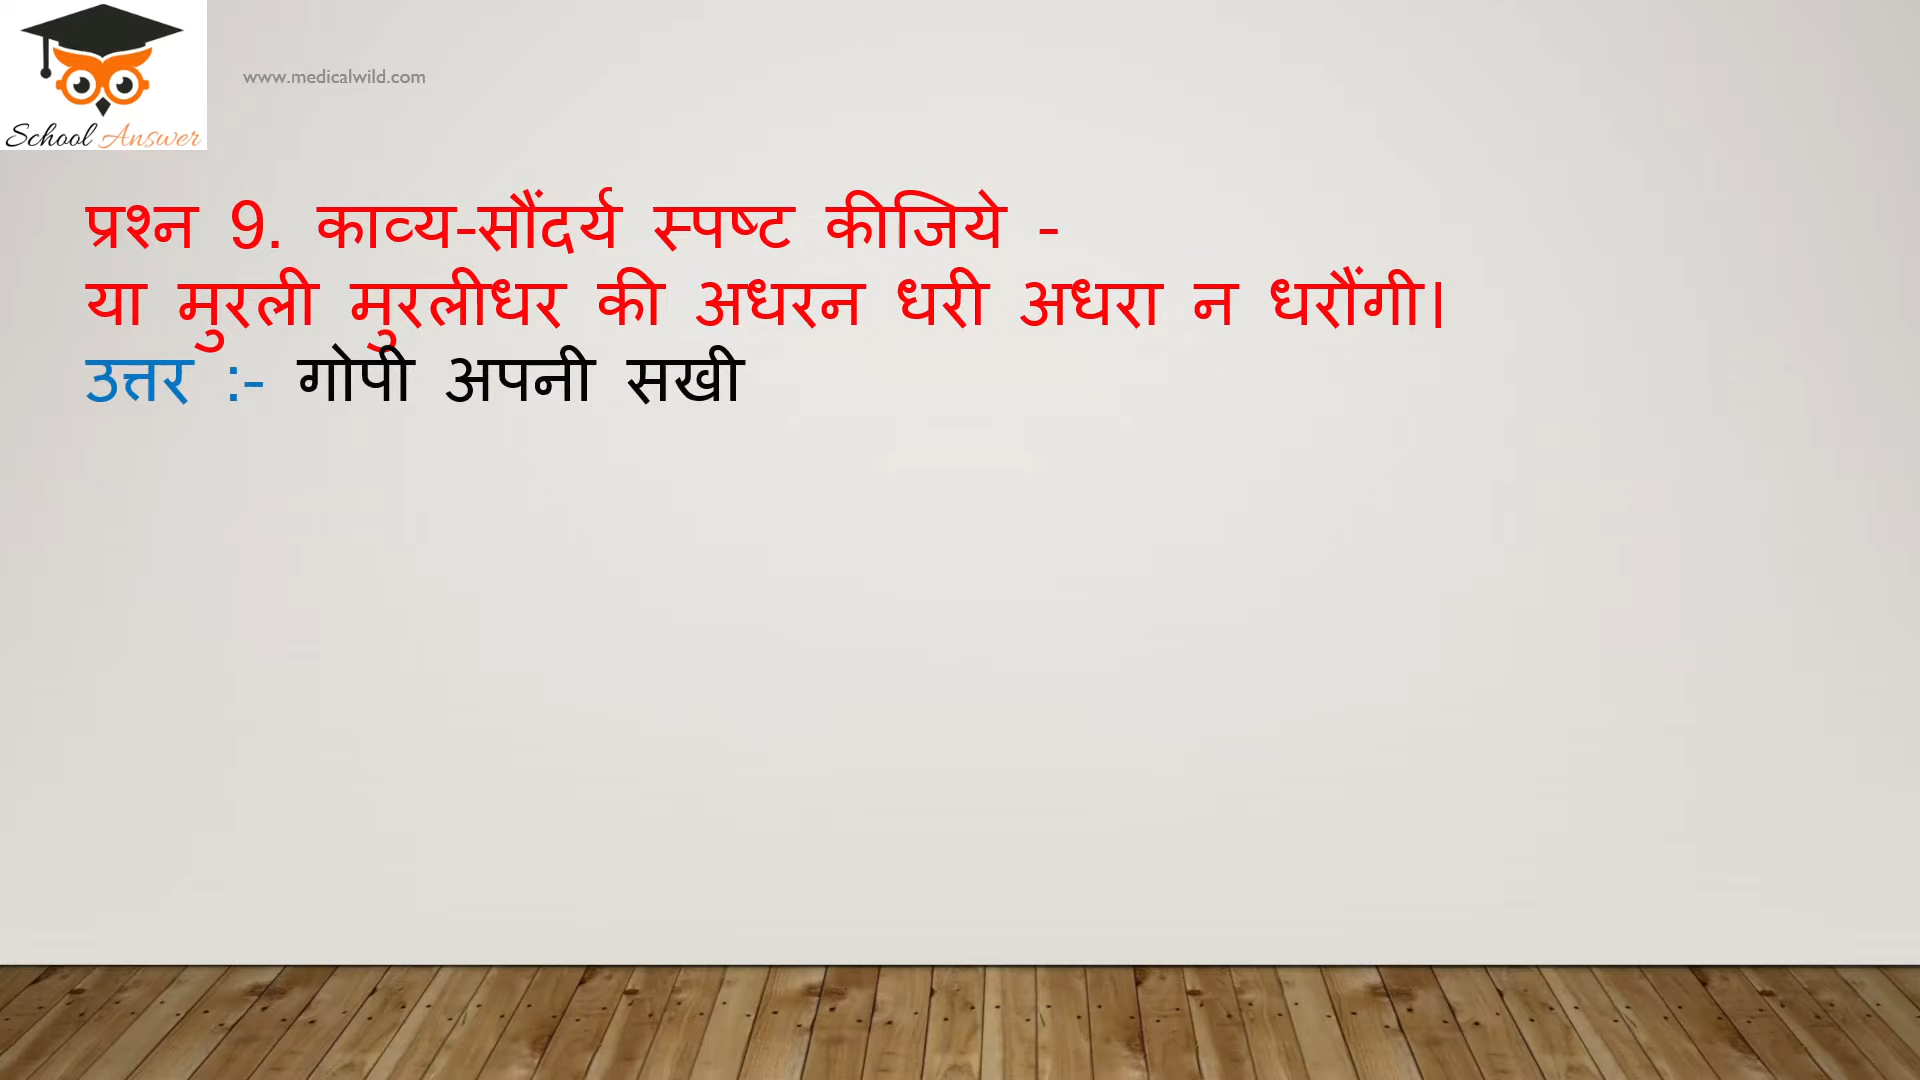 School Answer
www.medicalwild.com
प्रश्न 9. काव्य-सौंदर्य स्पष्ट कीजिये -
या मुरली मुरलीधर की अधरन धरी अधरा न धरौंगी।
उत्तर :- गोपी अपनी सखी